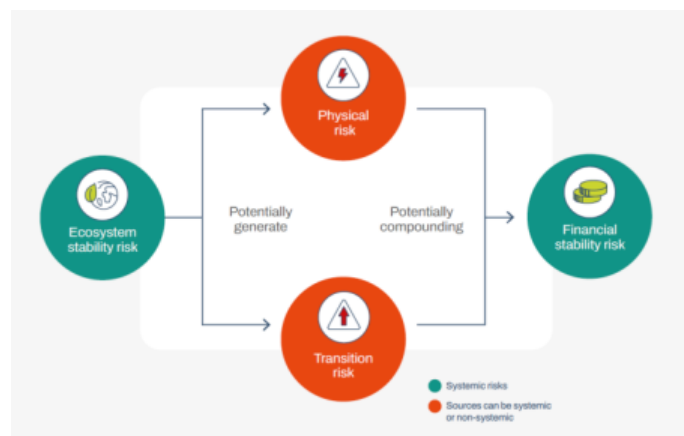 Physical
risk
Ecosystem
stability risk
Potentially
generate
Potentially
compounding
Financial
stability risk
Transition
risk
Systemic risks
Sources can be systemic
or non-systemic